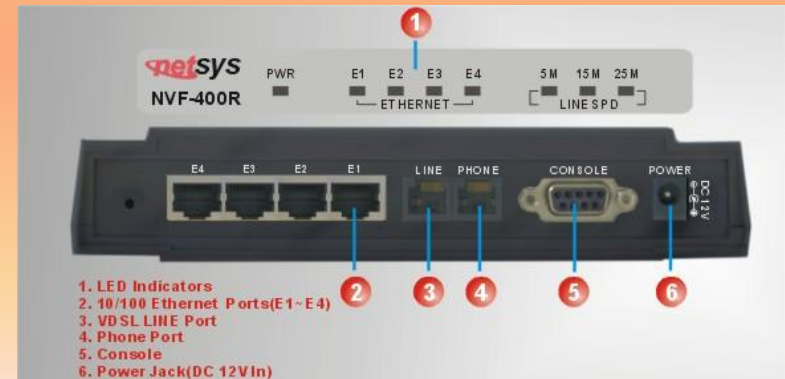 1
netsys PWR E1 E2 E3 E4 5M 15M 25M
NVF-400R ETHERNET LINE SPD
E4 E3 E2 E1 LINE PHONE CONSOLE POWER
DC 12V
2 3 4 5 6
1. LED Indicators
2. 10/100 Ethernet Ports(E1~E4)
3. VDSL LINE Port
4. Phone Port
5. Console
6. Power Jack(DC 12V In)